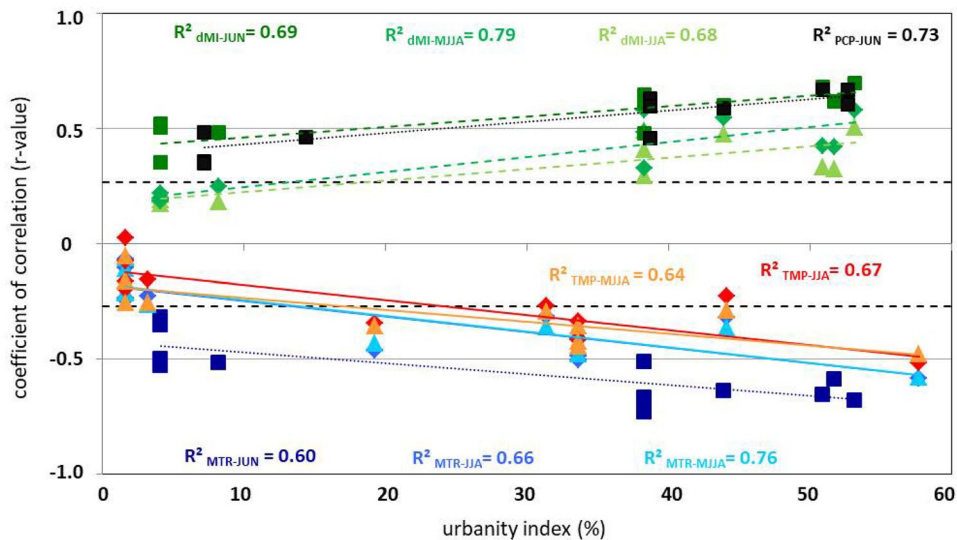 1.0
R² dMI-JUN = 0.69
R² dMI-MJJA = 0.79
R² dMI-JJA = 0.68
R² PCP-JUN = 0.73
0.5
0
R² TMP-MJJA = 0.64
R² TMP-JJA = 0.67
-0.5
R² MTR-JUN = 0.60
R² MTR-JJA = 0.66
R² MTR-MJJA = 0.76
-1.0
0 10 20 30 40 50 60
urbanity index (%)
coefficient of correlation (r-value)